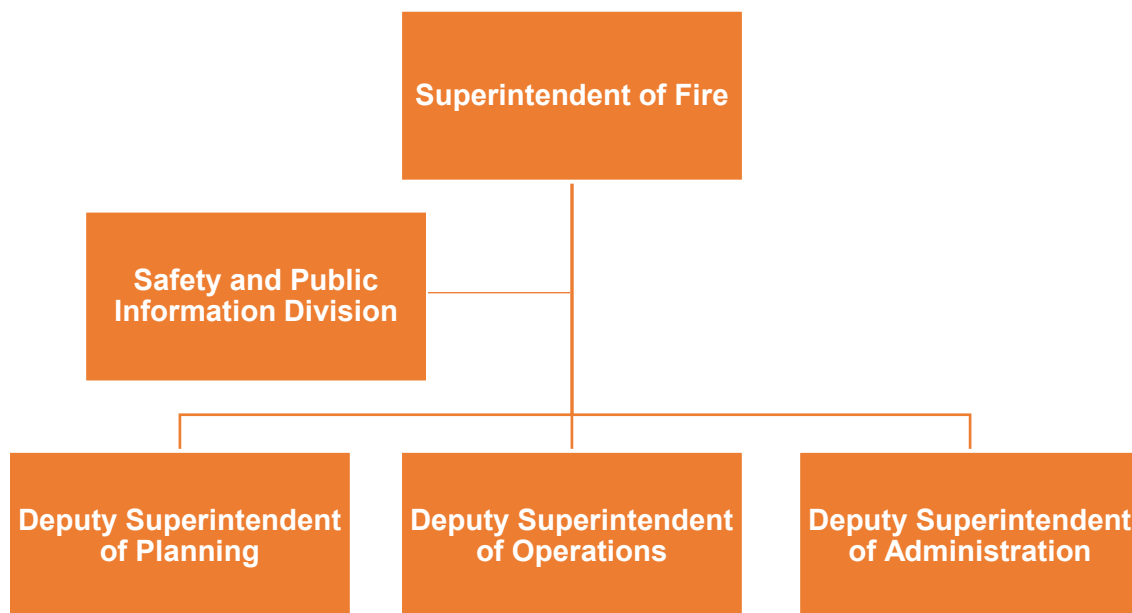 Superintendent of Fire
Safety and Public
Information Division
Deputy Superintendent
of Planning
Deputy Superintendent
of Operations
Deputy Superintendent
of Administration